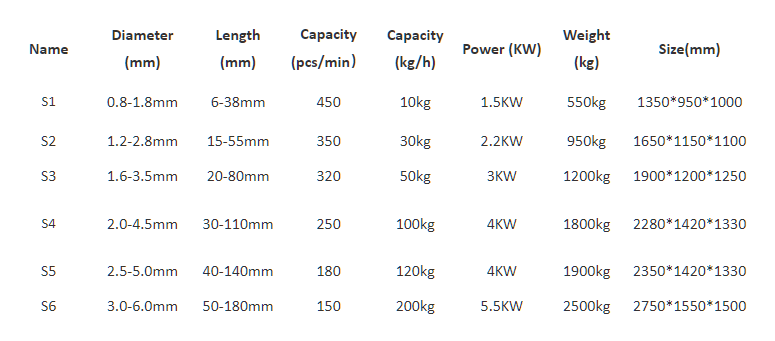 Name Diameter (mm) Length (mm) Capacity (pcs/min) Capacity (kg/h) Power (KW) Weight (kg) Size(mm)
S1 0.8-1.8mm 6-38mm 450 10kg 1.5KW 550kg 1350*950*1000
S2 1.2-2.8mm 15-55mm 350 30kg 2.2KW 950kg 1650*1150*1100
S3 1.6-3.5mm 20-80mm 320 50kg 3KW 1200kg 1900*1200*1250
S4 2.0-4.5mm 30-110mm 250 100kg 4KW 1800kg 2280*1420*1330
S5 2.5-5.0mm 40-140mm 180 120kg 4KW 1900kg 2350*1420*1330
S6 3.0-6.0mm 50-180mm 150 200kg 5.5KW 2500kg 2750*1550*1500